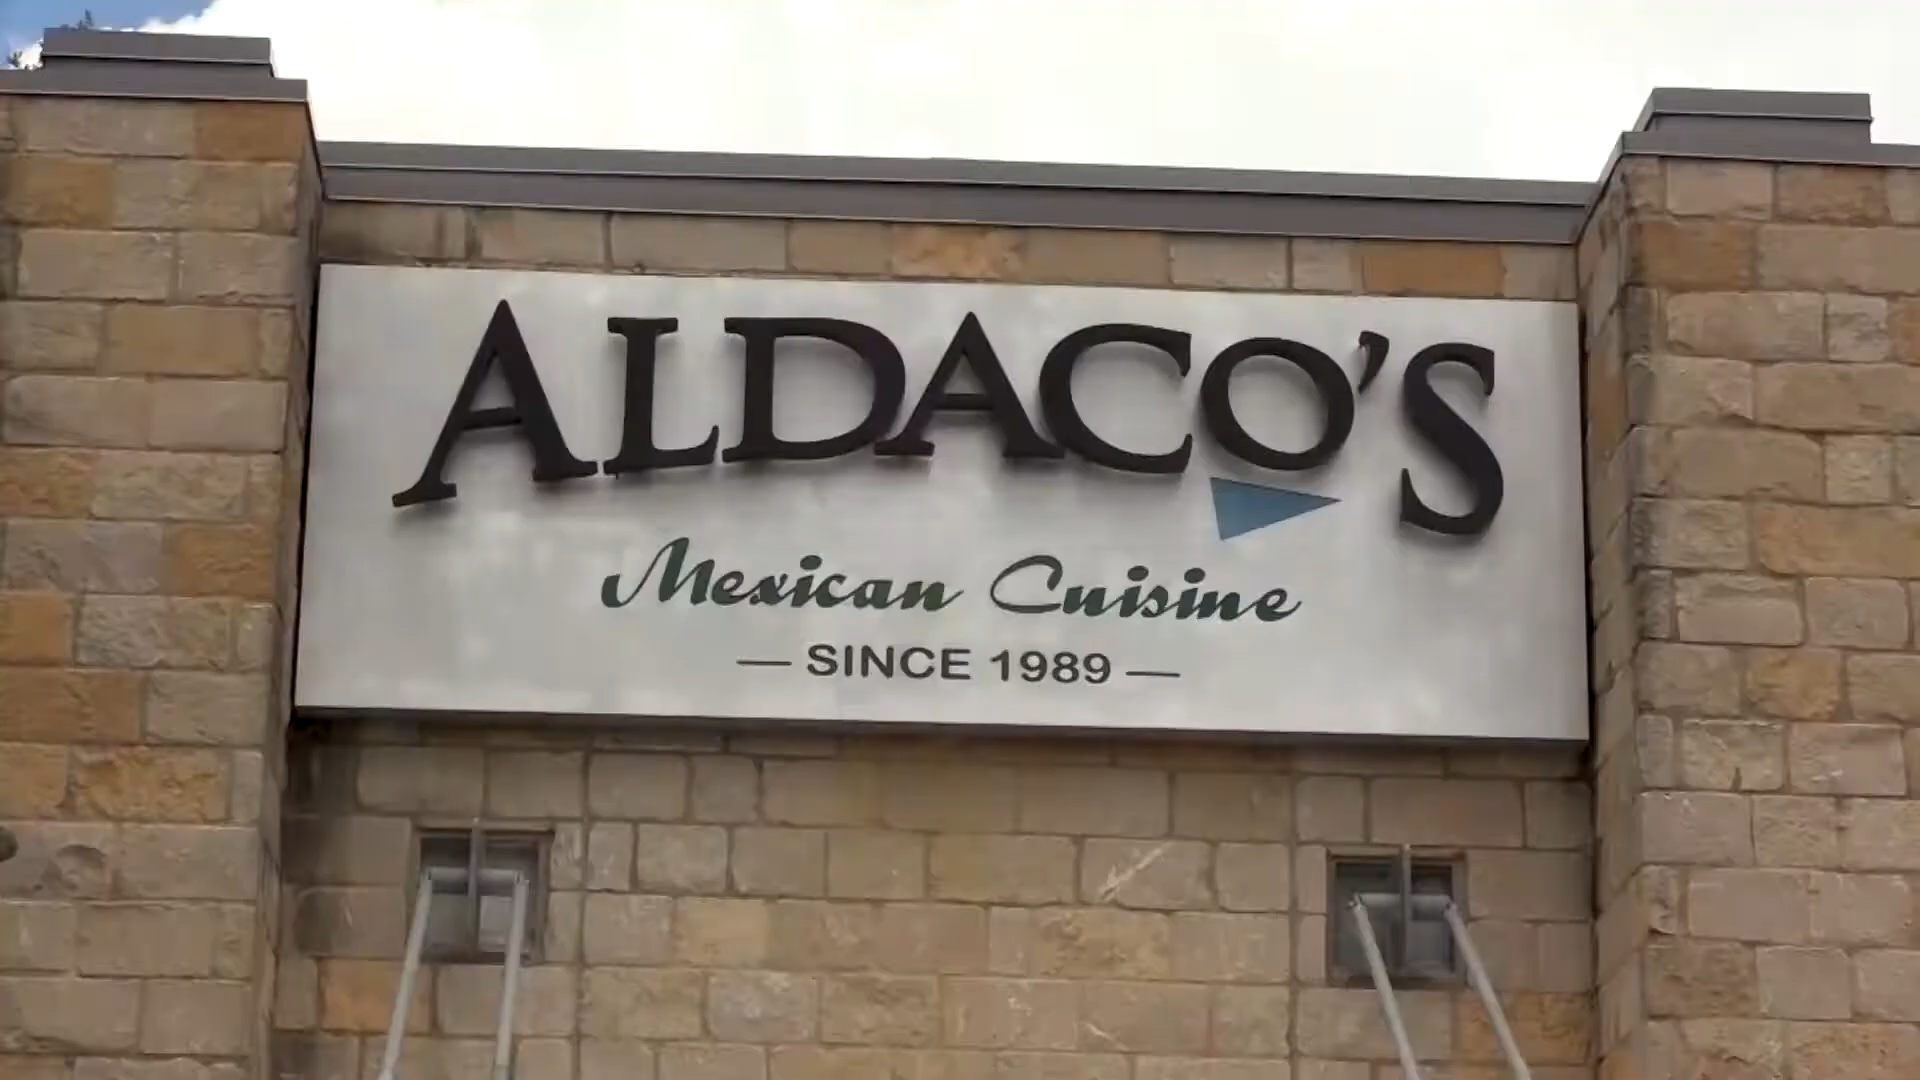 ALDACO'S
Mexican Cuisine
— SINCE 1989 —